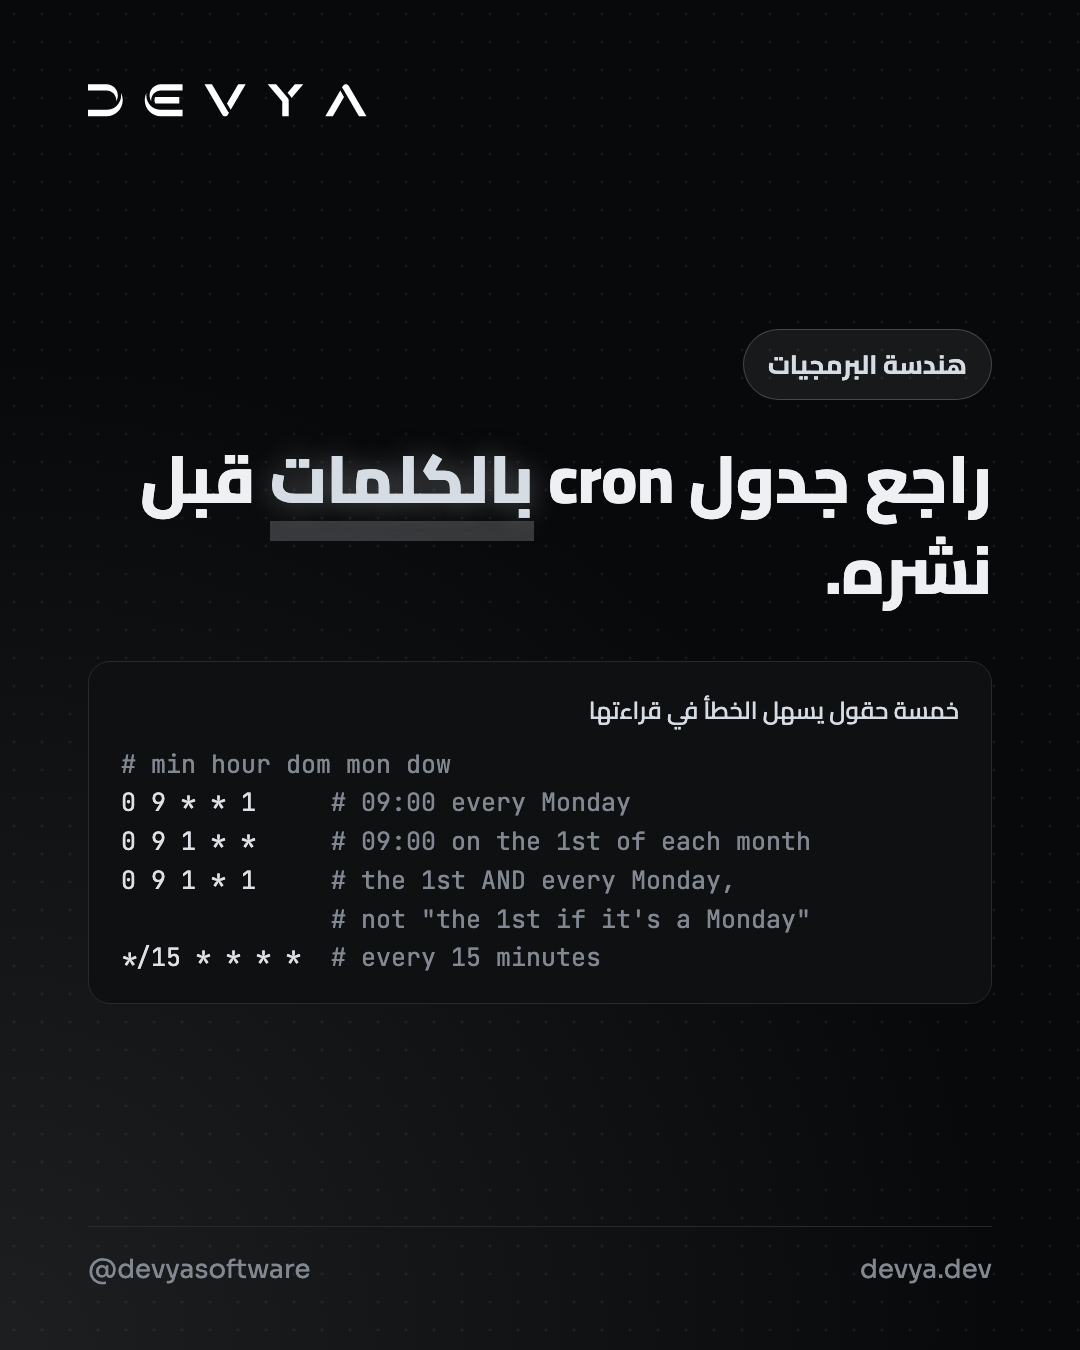 DEVYA
هندسة البرمجيات
راجع جدول cron بالكلمات قبل
نشره.
خمسة حقول يسهل الخطأ في قراءتها
# min hour dom mon dow
0 9 * * 1     # 09:00 every Monday
0 9 1 * *     # 09:00 on the 1st of each month
0 9 1 * 1     # the 1st AND every Monday,
              # not "the 1st if it's a Monday"
*/15 * * * *  # every 15 minutes
@devyasoftware
devya.dev